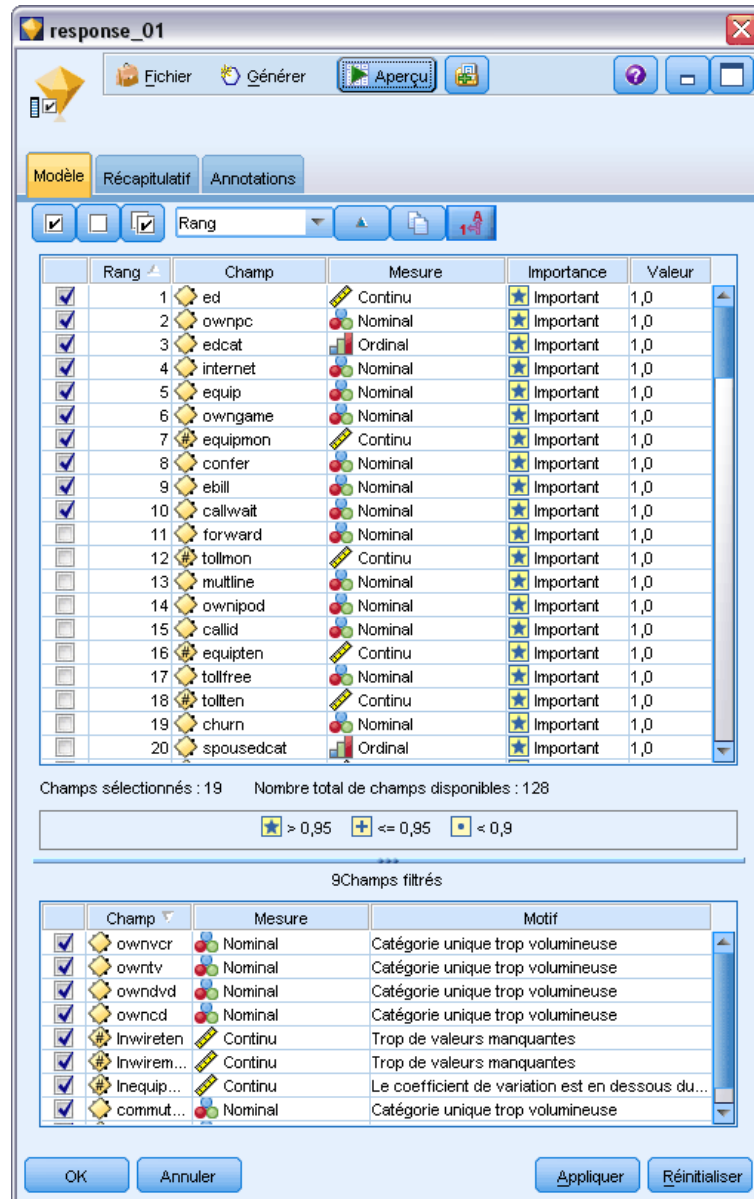 response_01
Fichier Générer Aperçu
Modèle Récapitulatif Annotations
Rang
Rang Champ Mesure Importance Valeur
1 ed Continu Important 1,0
2 ownpc Nominal Important 1,0
3 edcat Ordinal Important 1,0
4 internet Nominal Important 1,0
5 equip Nominal Important 1,0
6 owngame Nominal Important 1,0
7 equipmon Continu Important 1,0
8 confer Nominal Important 1,0
9 ebill Nominal Important 1,0
10 callwait Nominal Important 1,0
11 forward Nominal Important 1,0
12 tollmon Continu Important 1,0
13 multline Nominal Important 1,0
14 ownipod Nominal Important 1,0
15 callid Nominal Important 1,0
16 equipten Continu Important 1,0
17 tollfree Nominal Important 1,0
18 tollten Continu Important 1,0
19 churn Nominal Important 1,0
20 spousedcat Ordinal Important 1,0
Champs sélectionnés : 19 Nombre total de champs disponibles : 128
> 0,95 <= 0,95 < 0,9
9Champs filtrés
Champ Mesure Motif
ownvcr Nominal Catégorie unique trop volumineuse
owntv Nominal Catégorie unique trop volumineuse
owndvd Nominal Catégorie unique trop volumineuse
owncd Nominal Catégorie unique trop volumineuse
lnwireten Continu Trop de valeurs manquantes
lnwirem... Continu Trop de valeurs manquantes
lnequip... Continu Le coefficient de variation est en dessous du...
commut... Nominal Catégorie unique trop volumineuse
OK Annuler Appliquer Réinitialiser